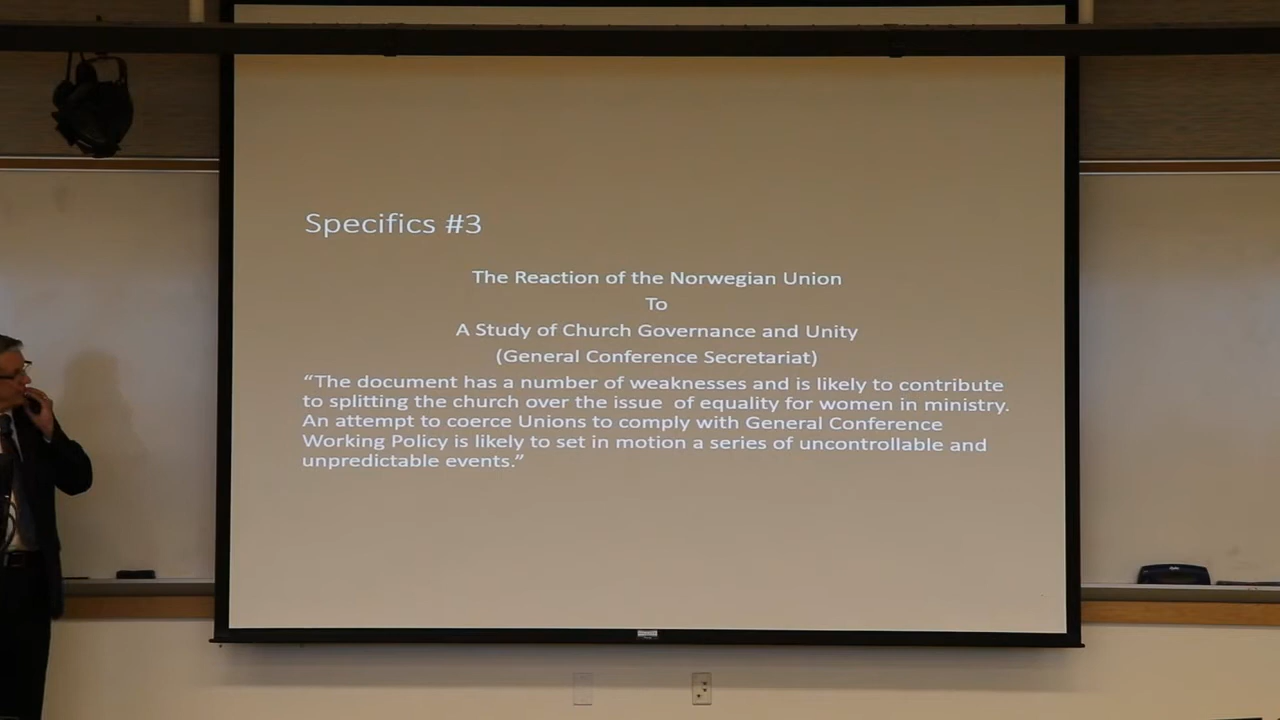 Specifics #3
The Reaction of the Norwegian Union
To
A Study of Church Governance and Unity
(General Conference Secretariat)
“The document has a number of weaknesses and is likely to contribute
to splitting the church over the issue of equality for women in ministry.
An attempt to coerce Unions to comply with General Conference
Working Policy is likely to set in motion a series of uncontrollable and
unpredictable events.”